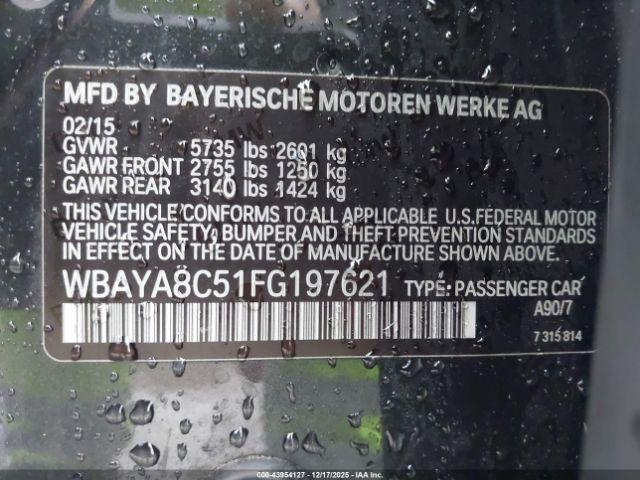 MFD BY BAYERISCHE MOTOREN WERKE AG
02/15
GVWR 5735 lbs 2601 kg
GAWR FRONT 2755 lbs 1250 kg
GAWR REAR 3140 lbs 1424 kg
THIS VEHICLE CONFORMS TO ALL APPLICABLE U.S.FEDERAL MOTOR
VEHICLE SAFETY, BUMPER AND THEFT PREVENTION STANDARDS
IN EFFECT ON THE DATE OF MANUFACTURE SHOWN ABOVE.
WBAYA8C51FG197621 TYPE: PASSENGER CAR
A90/7
7 315 814
000-43954127 - 12/17/2025 - IAA Inc.